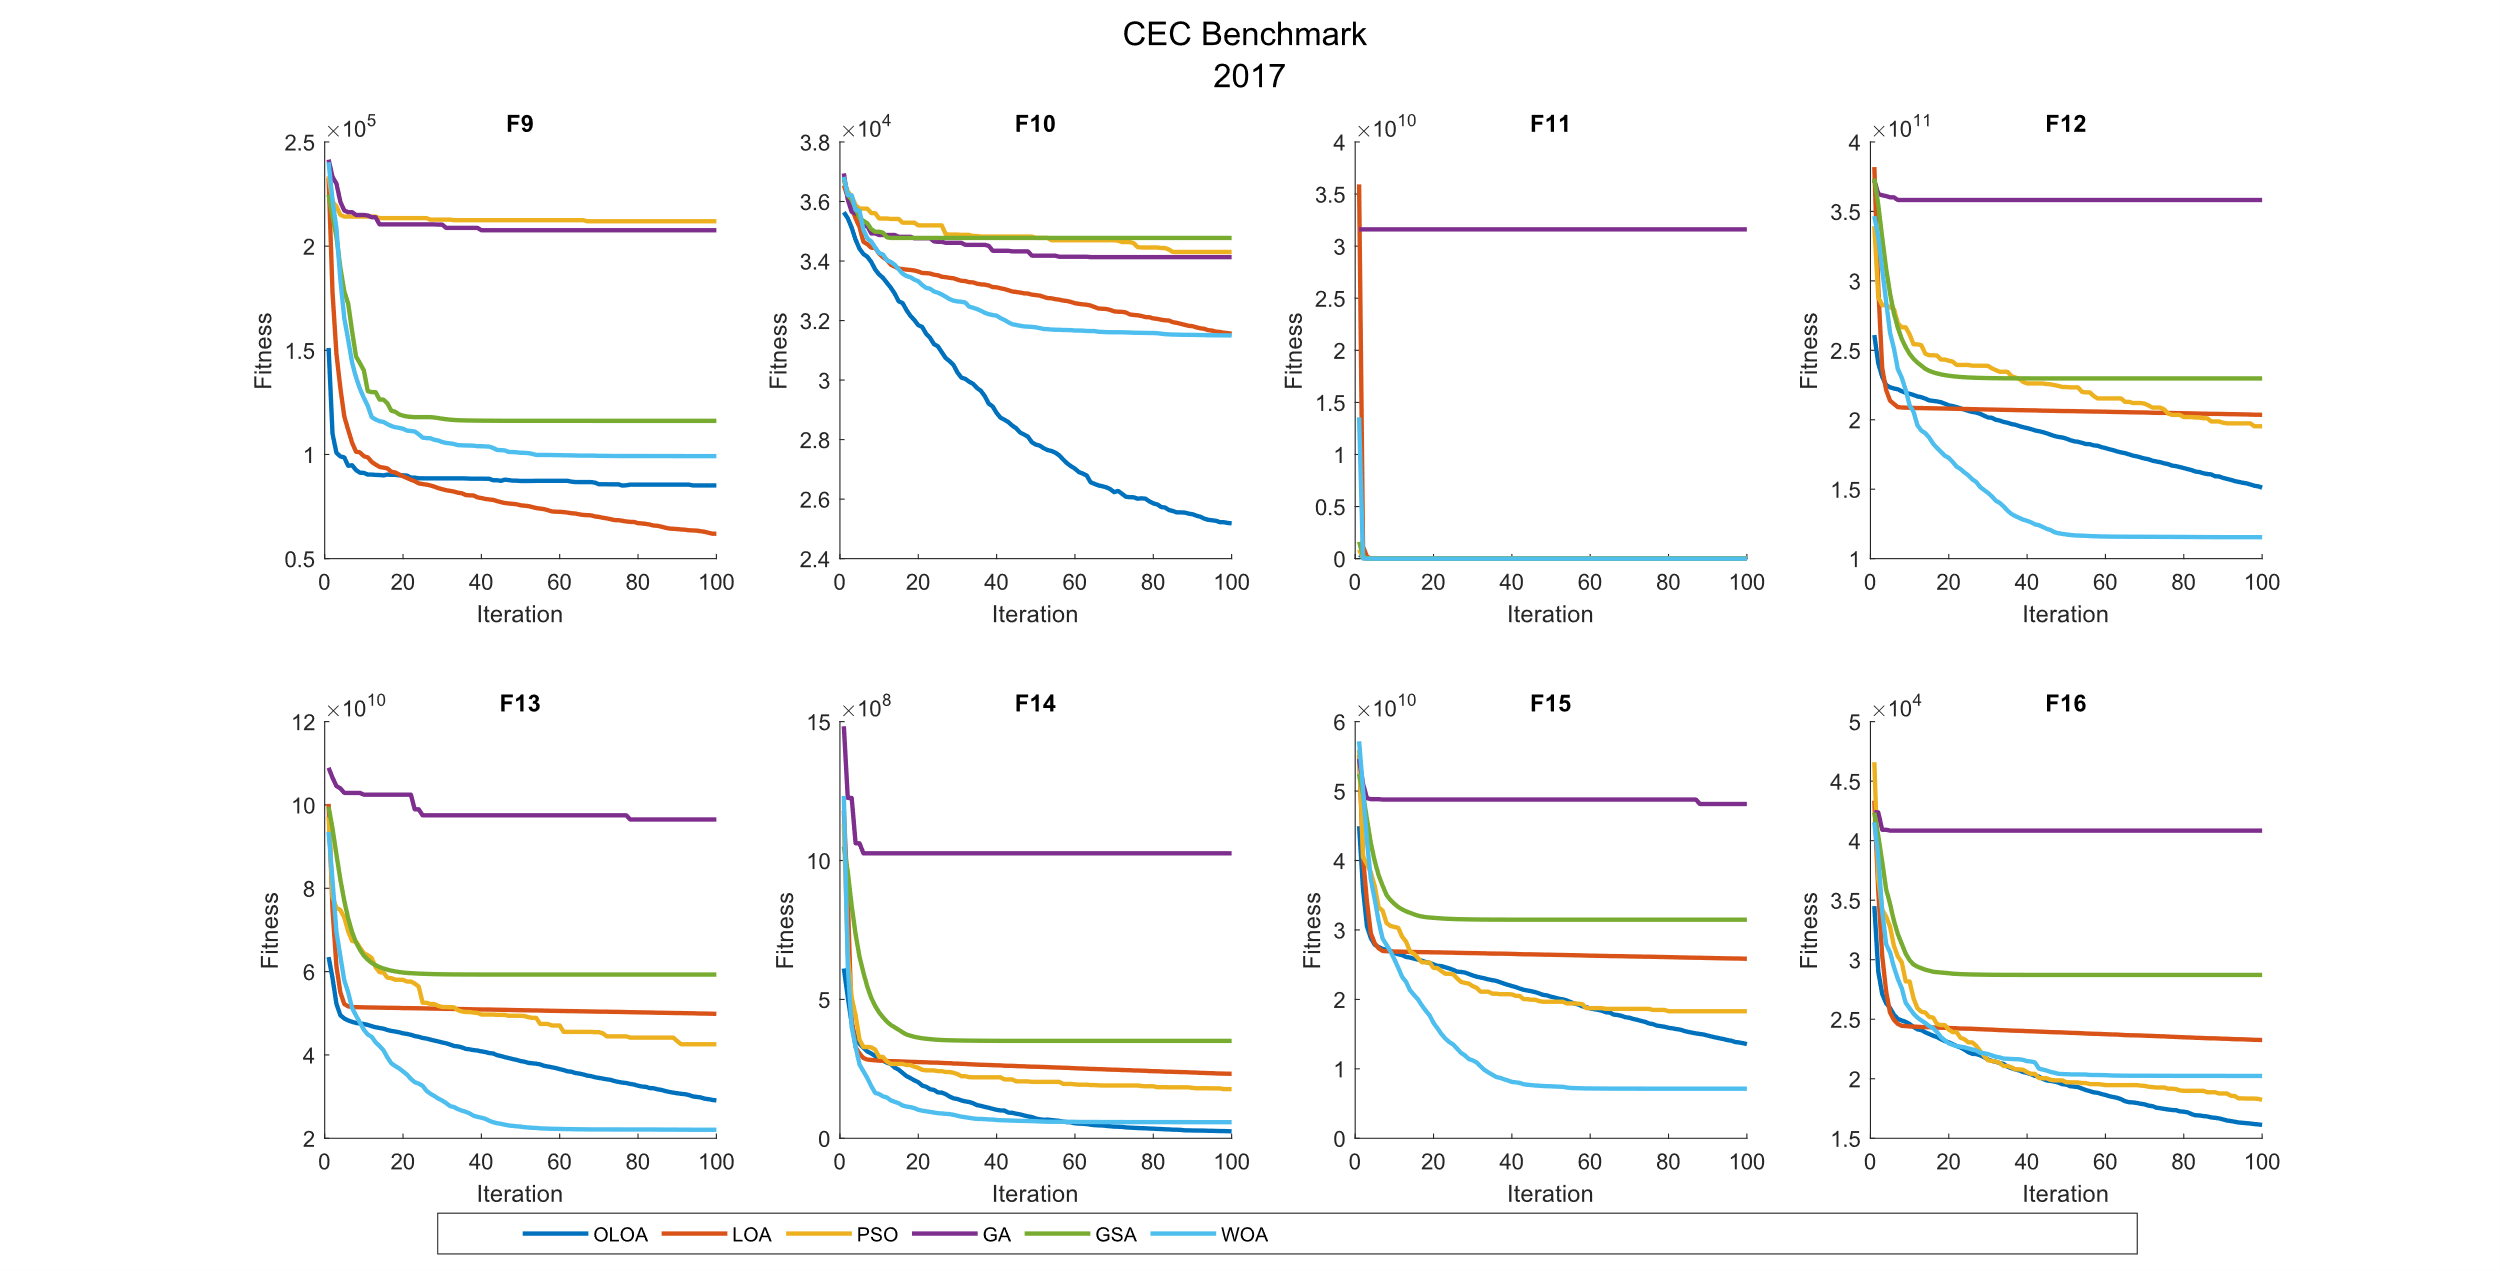 CEC Benchmark
2017
F9
×10^5
2.5
2
1.5
1
0.5
Fitness
0 20 40 60 80 100
Iteration
F10
×10^4
3.8
3.6
3.4
3.2
3
2.8
2.6
2.4
Fitness
0 20 40 60 80 100
Iteration
F11
×10^10
4
3.5
3
2.5
2
1.5
1
0.5
0
Fitness
0 20 40 60 80 100
Iteration
F12
×10^11
4
3.5
3
2.5
2
1.5
1
Fitness
0 20 40 60 80 100
Iteration
F13
×10^10
12
10
8
6
4
2
Fitness
0 20 40 60 80 100
Iteration
F14
×10^8
15
10
5
0
Fitness
0 20 40 60 80 100
Iteration
F15
×10^10
6
5
4
3
2
1
0
Fitness
0 20 40 60 80 100
Iteration
F16
×10^4
5
4.5
4
3.5
3
2.5
2
1.5
Fitness
0 20 40 60 80 100
Iteration
OLOA LOA PSO GA GSA WOA